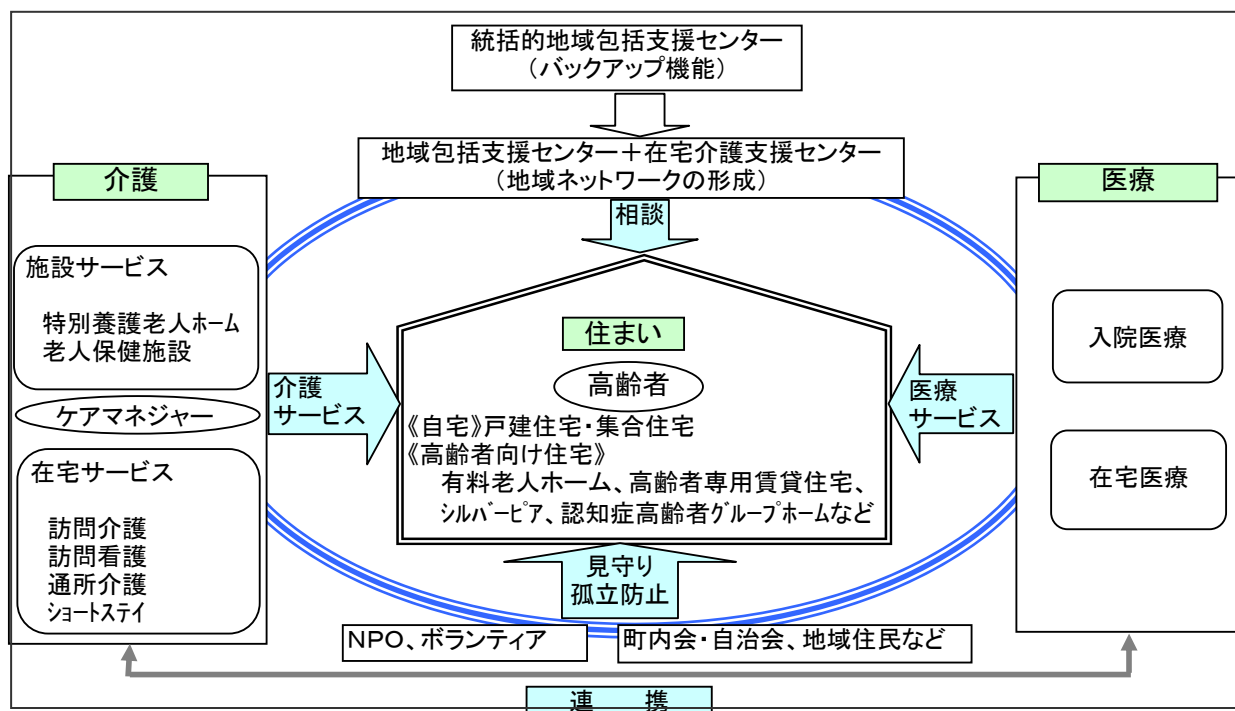 統括的地域包括支援センター
（バックアップ機能）
地域包括支援センター＋在宅介護支援センター
（地域ネットワークの形成）
相談
介護
施設サービス
特別養護老人ホーム
老人保健施設
ケアマネジャー
在宅サービス
訪問介護
訪問看護
通所介護
ｼｮｰﾄｽﾃｲ
介護
サービス
住まい
高齢者
《自宅》戸建住宅・集合住宅
《高齢者向け住宅》
有料老人ホーム、高齢者専用賃貸住宅、
ｼﾙﾊﾞｰﾋﾟｱ、認知症高齢者ｸﾞﾙｰﾌﾟﾎｰﾑなど
医療
サービス
医療
入院医療
在宅医療
見守り
孤立防止
ＮＰＯ、ボランティア
町内会・自治会、地域住民など
連　携